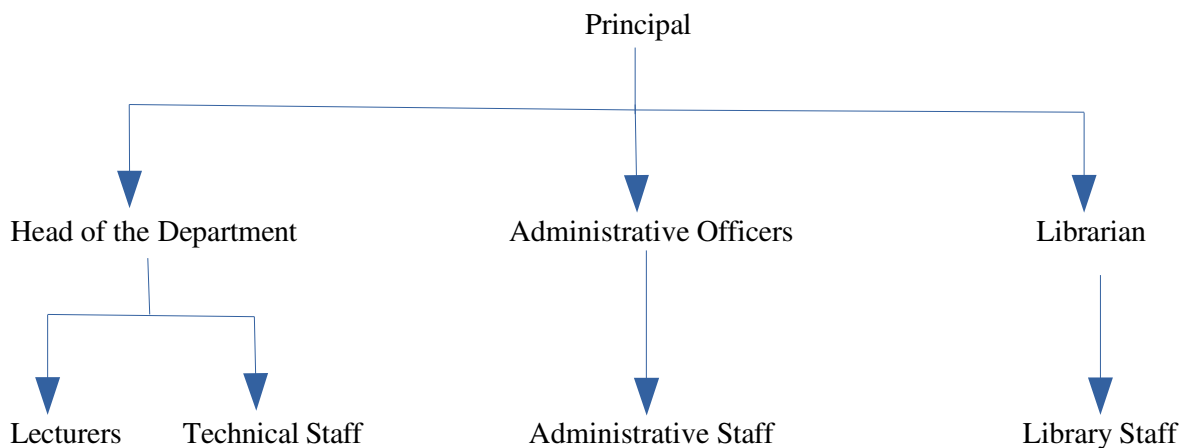 Principal
Head of the Department Administrative Officers Librarian
Lecturers Technical Staff Administrative Staff Library Staff